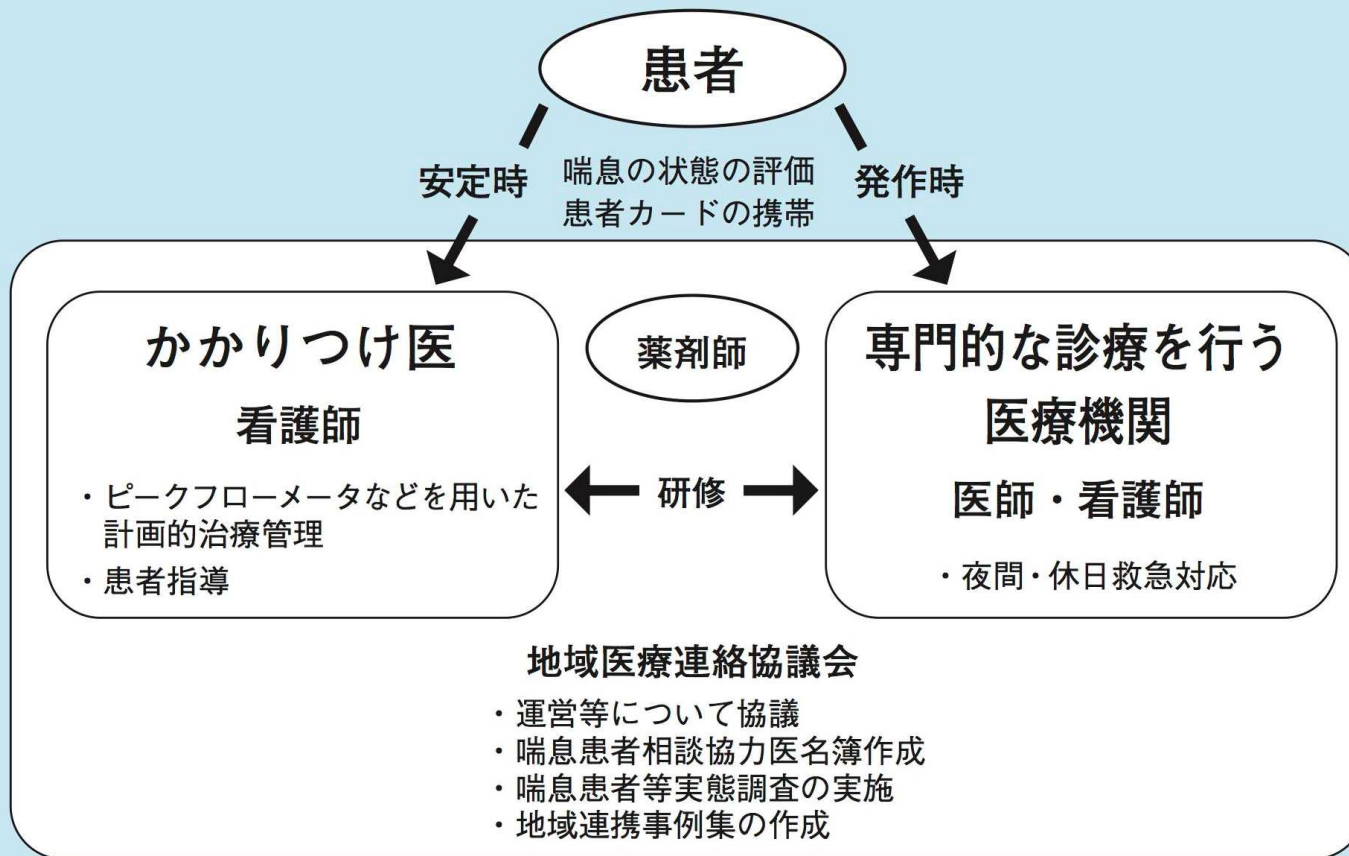 患者
安定時
喘息の状態の評価
患者カードの携帯
発作時
かかりつけ医
看護師
・ピークフローメータなどを用いた
計画的治療管理
・患者指導
薬剤師
研修
専門的な診療を行う
医療機関
医師・看護師
・夜間・休日救急対応
地域医療連絡協議会
・運営等について協議
・喘息患者相談協力医名簿作成
・喘息患者等実態調査の実施
・地域連携事例集の作成